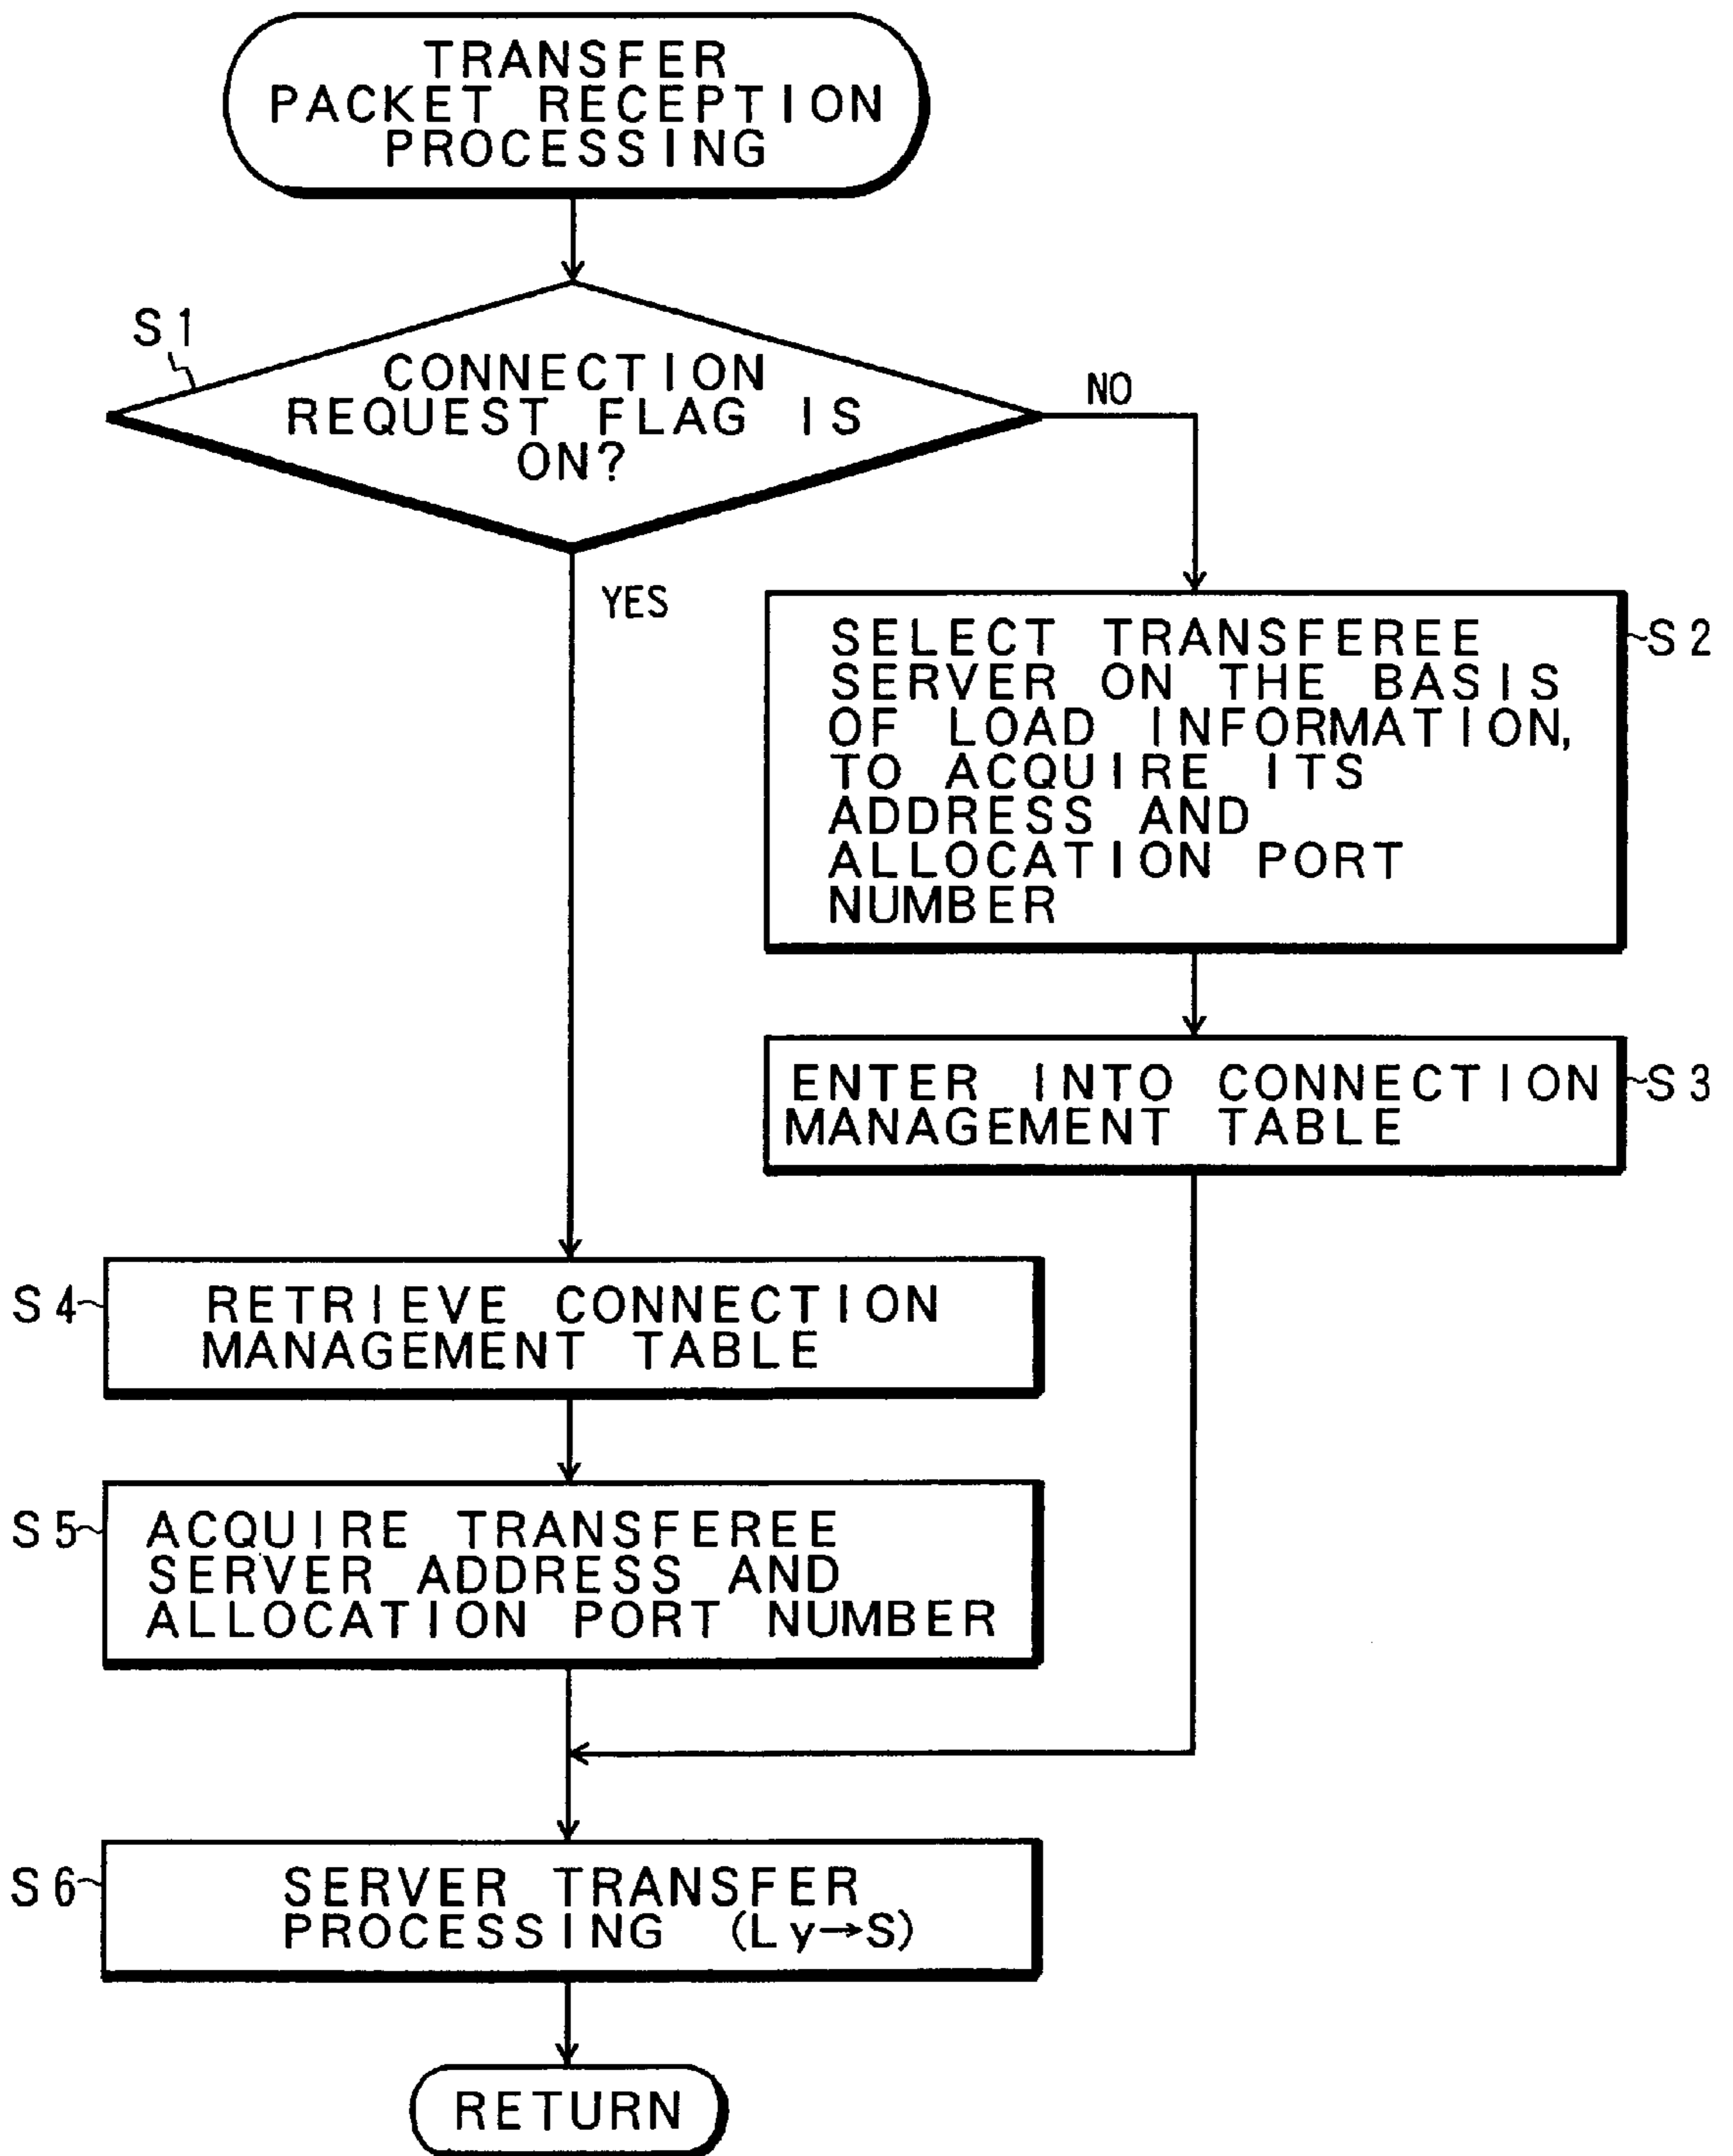 TRANSFER
PACKET RECEPTION
PROCESSING
S1
CONNECTION
REQUEST FLAG IS
ON?
NO
YES
SELECT TRANSFEREE
SERVER ON THE BASIS
OF LOAD INFORMATION,
TO ACQUIRE ITS
ADDRESS AND
ALLOCATION PORT
NUMBER
S2
ENTER INTO CONNECTION
MANAGEMENT TABLE
S3
S4
RETRIEVE CONNECTION
MANAGEMENT TABLE
S5
ACQUIRE TRANSFEREE
SERVER ADDRESS AND
ALLOCATION PORT NUMBER
S6
SERVER TRANSFER
PROCESSING (Ly→S)
RETURN